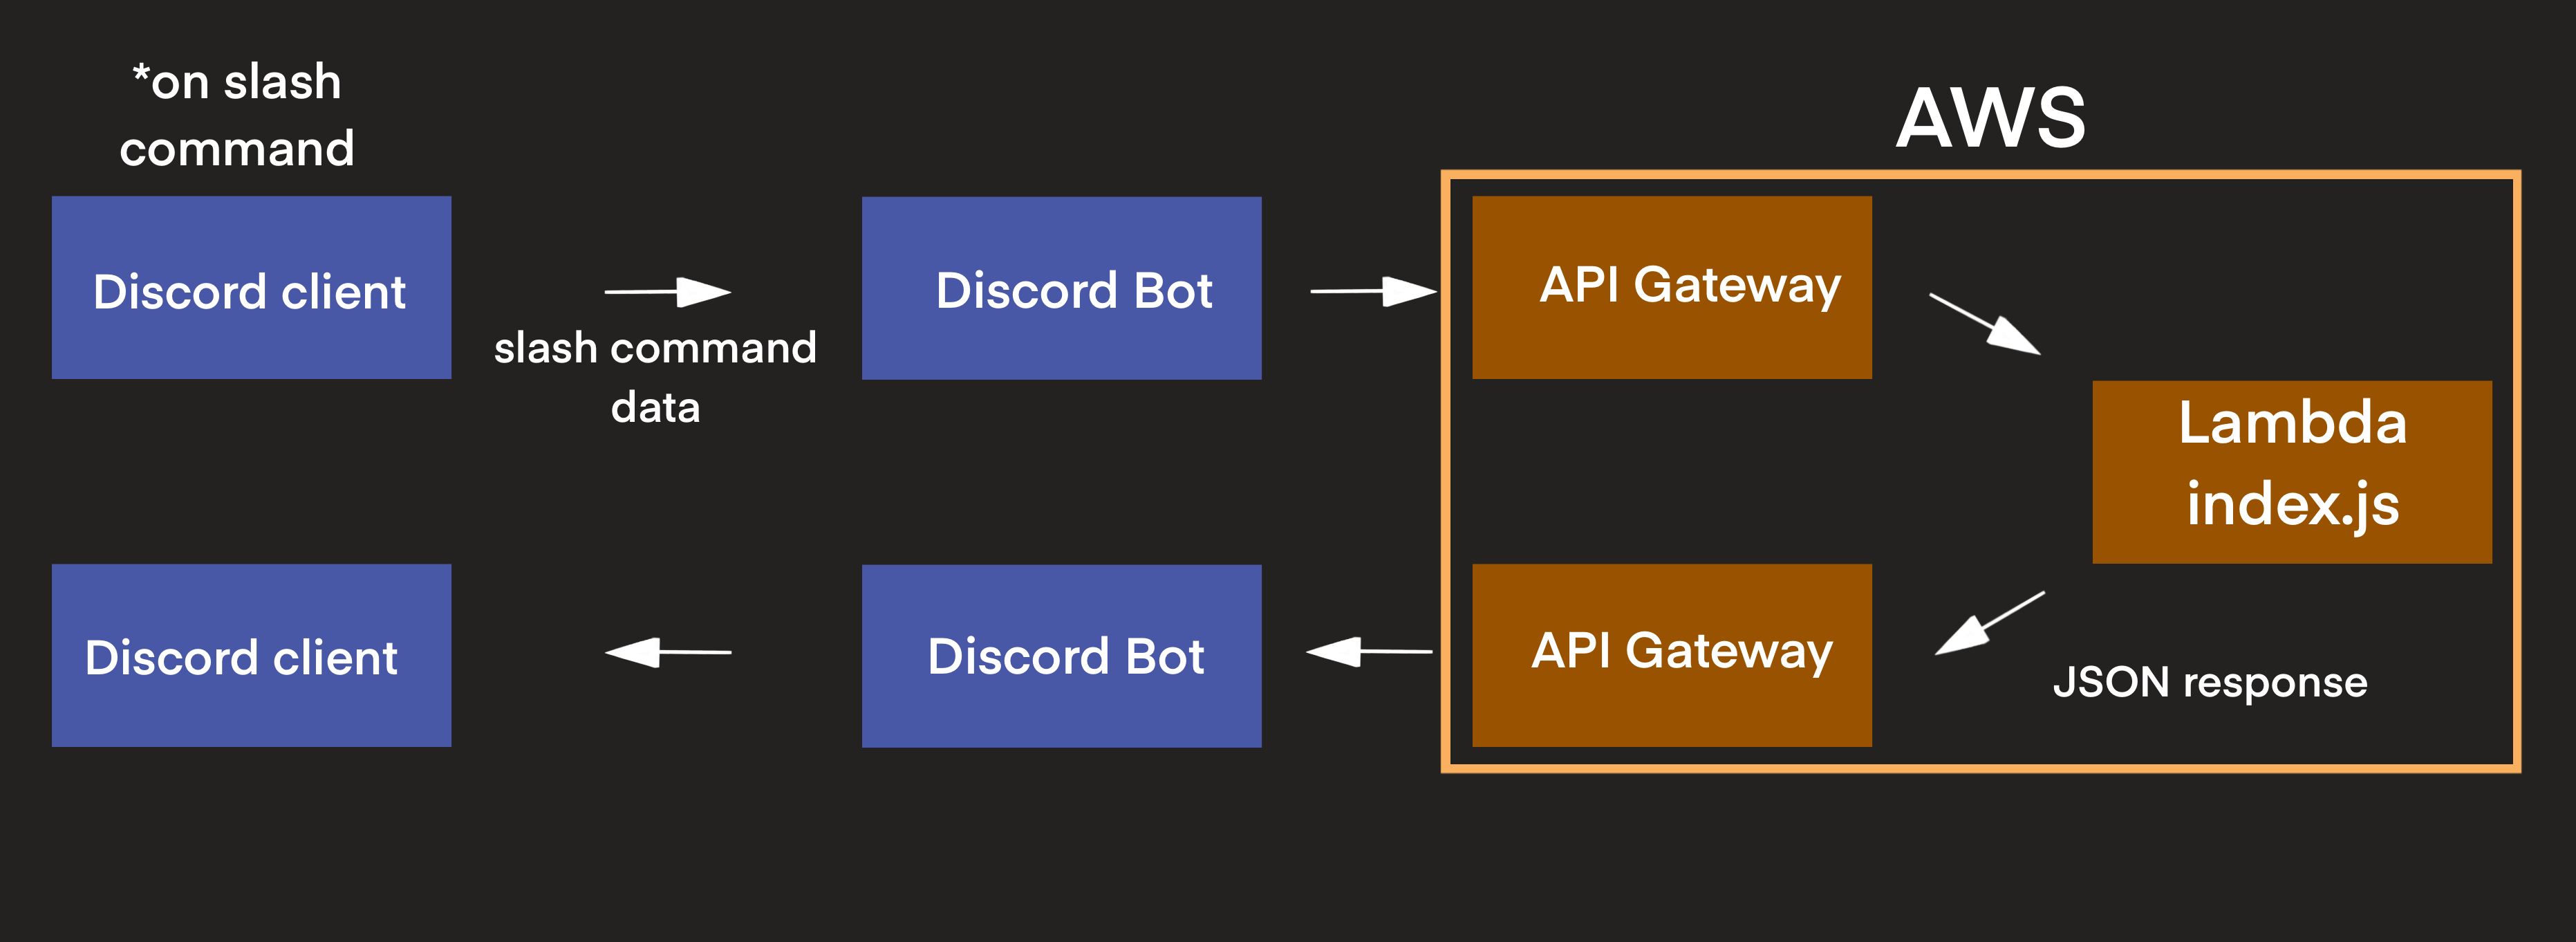 *on slash
command
AWS
Discord client
slash command
data
Discord Bot
API Gateway
Lambda
index.js
Discord client
Discord Bot
API Gateway
JSON response